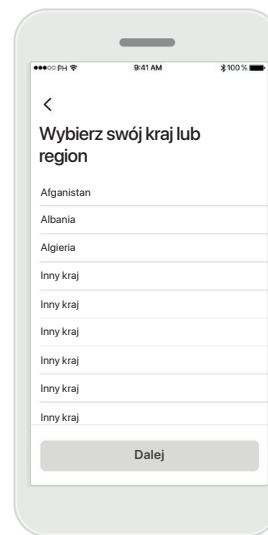 PH 9:41 AM 100%
Wybierz swój kraj lub
region
Afganistan
Albania
Algieria
Inny kraj
Inny kraj
Inny kraj
Inny kraj
Inny kraj
Inny kraj
Dalej